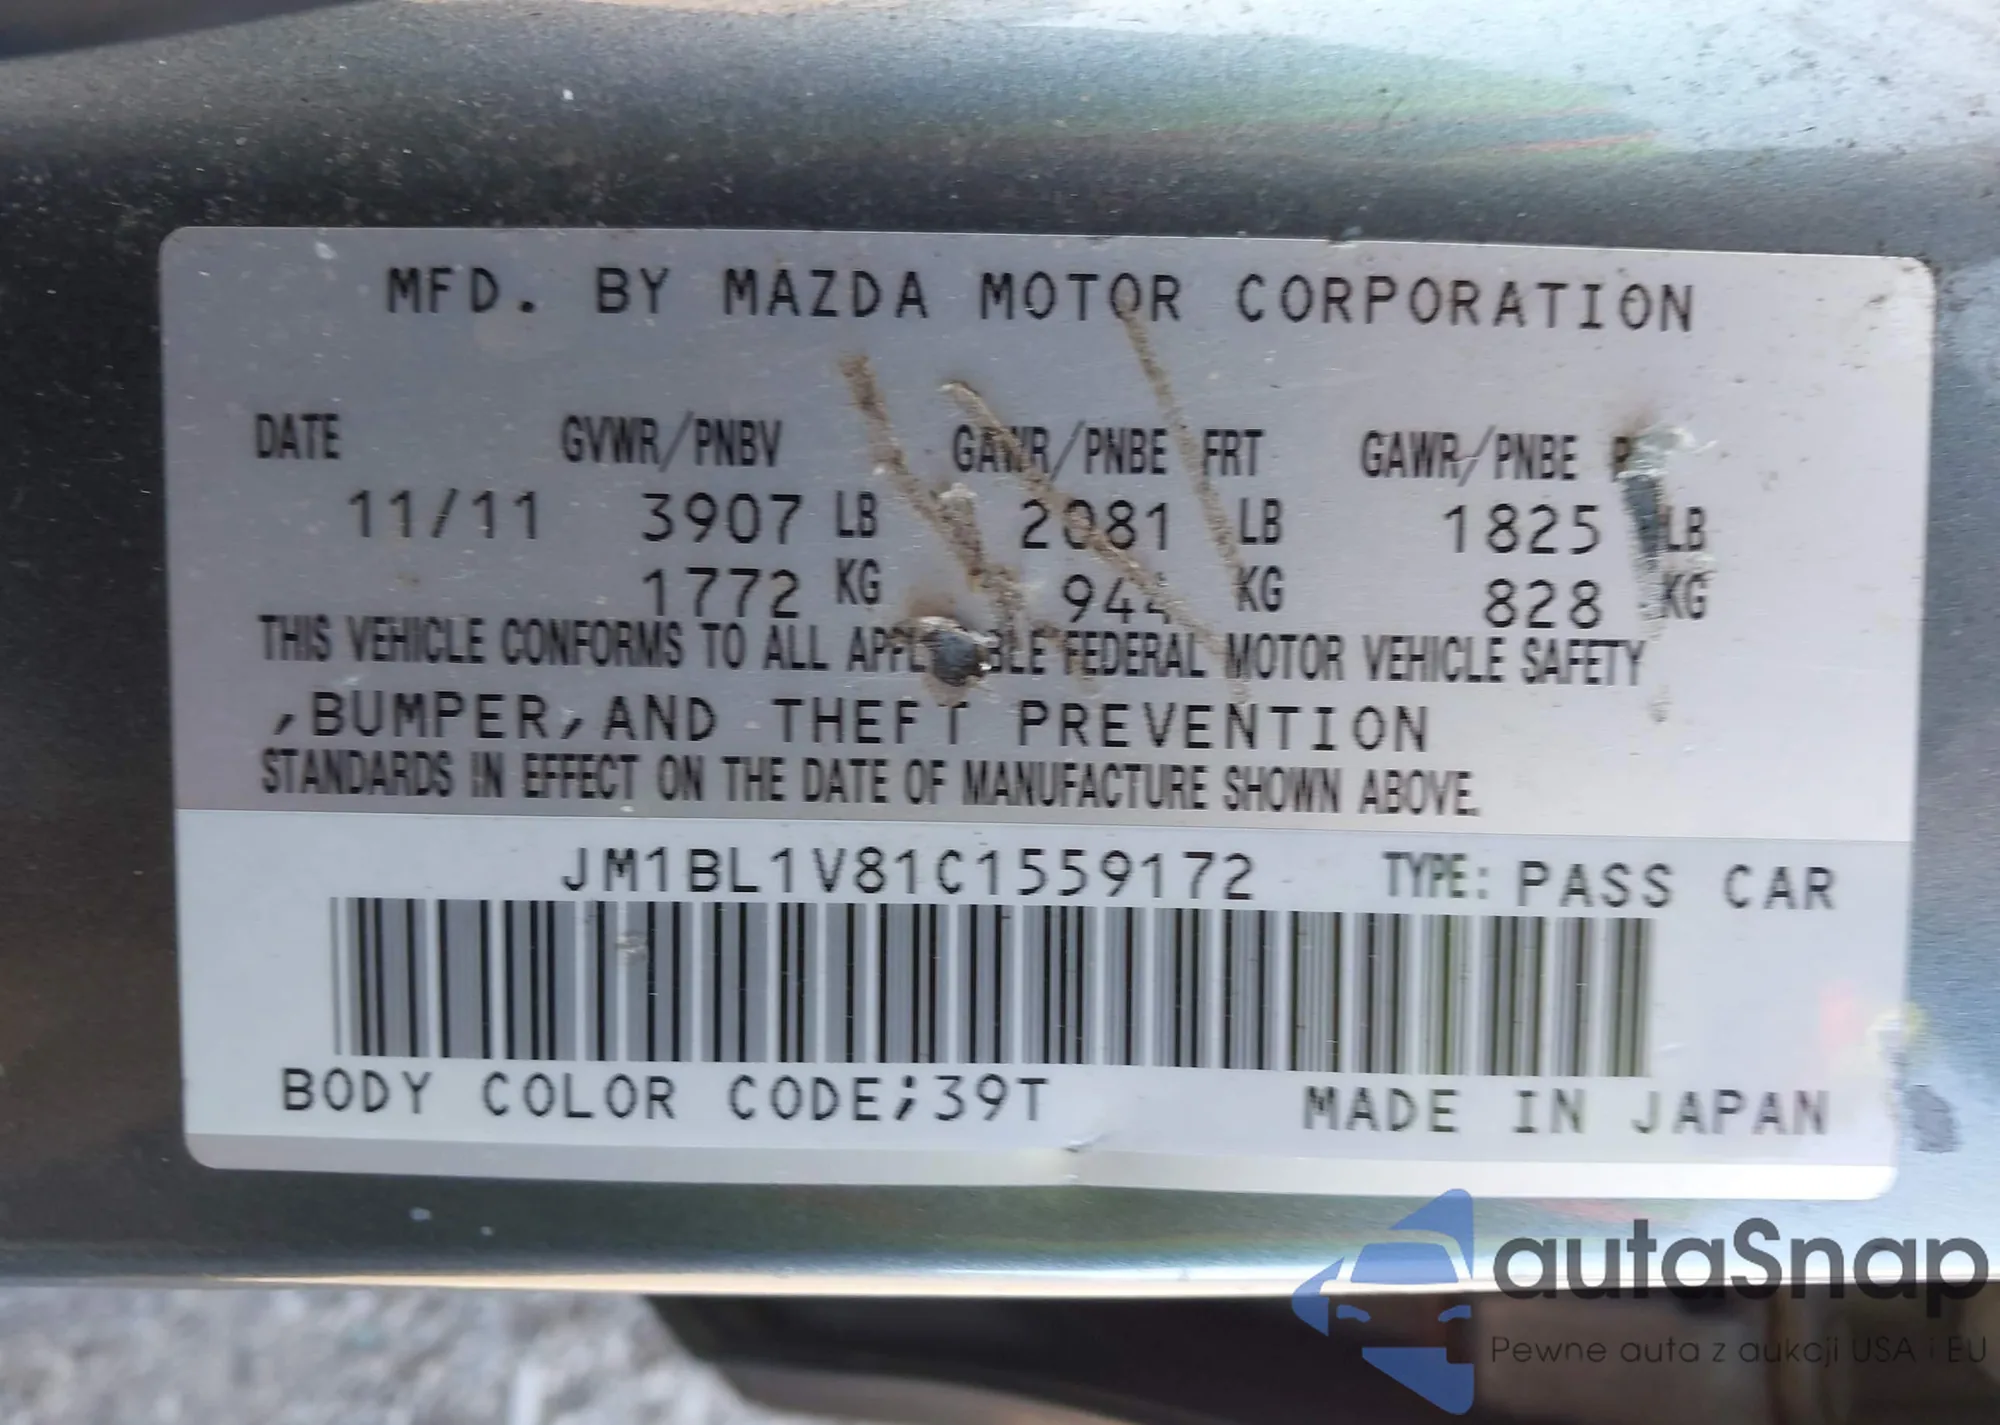 MFD. BY MAZDA MOTOR CORPORATION
DATE GVWR/PNBV GAWR/PNBE FRT GAWR/PNBE
11/11 3907 LB 2081 LB 1825 LB
1772 KG 944 KG 828 KG
THIS VEHICLE CONFORMS TO ALL APPLICABLE FEDERAL MOTOR VEHICLE SAFETY
,BUMPER,AND THEFT PREVENTION
STANDARDS IN EFFECT ON THE DATE OF MANUFACTURE SHOWN ABOVE.
JM1BL1V81C1559172 TYPE: PASS CAR
BODY COLOR CODE;39T MADE IN JAPAN
autaSnap
Pewne auta z aukcji USA i EU